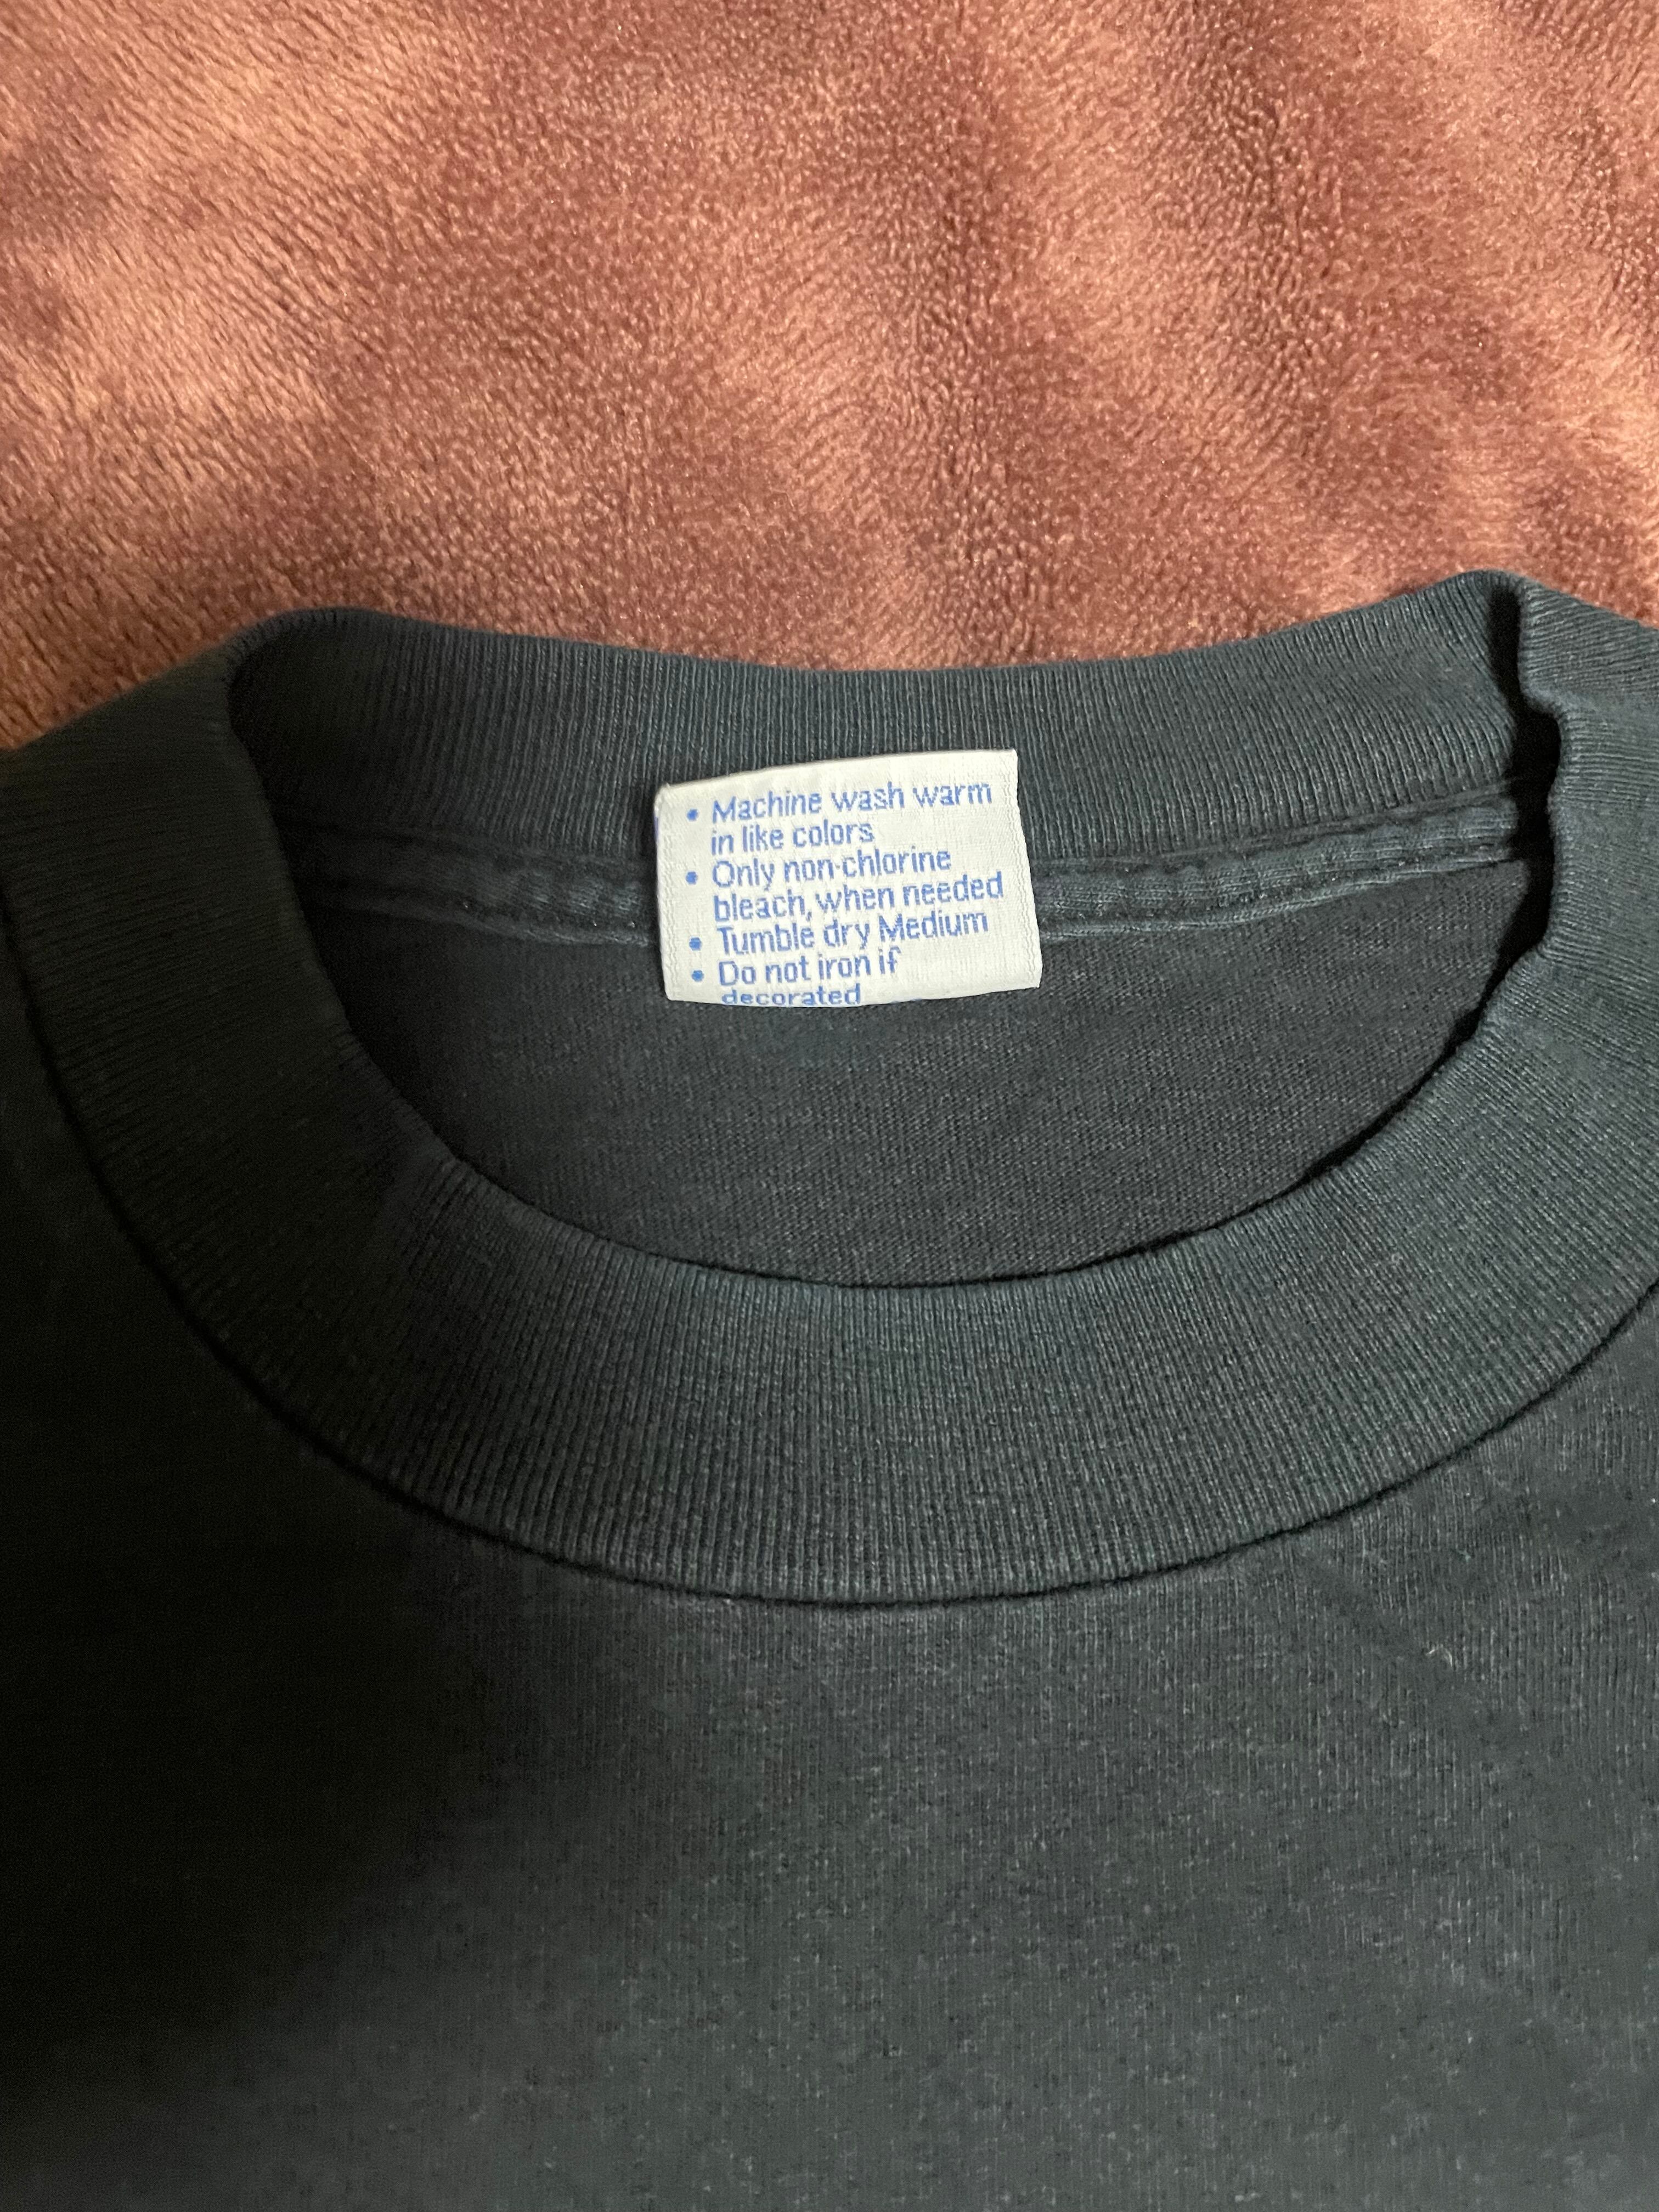 • Machine wash warm
in like colors
• Only non-chlorine
bleach, when needed
• Tumble dry Medium
• Do not iron if
decorated